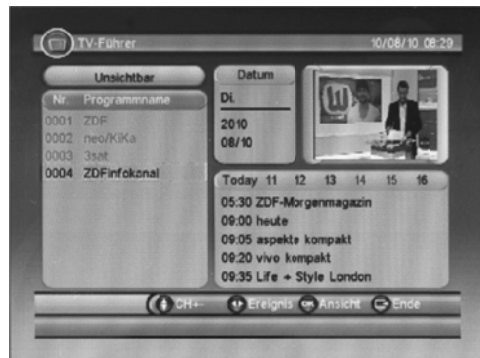 TV-Führer 10/08/10 08:29
Unsichtbar
Nr. Programmname
0001 ZDF
0002 neo/KiKa
0003 3sat
0004 ZDFinfokanal
Datum
Di.
2010
08/10
Today 11 12 13 14 15 16
05:30 ZDF-Morgenmagazin
09:00 heute
09:05 aspekte kompakt
09:20 vivo kompakt
09:35 Life + Style London
CH+- Ereignis OK Ansicht Ende